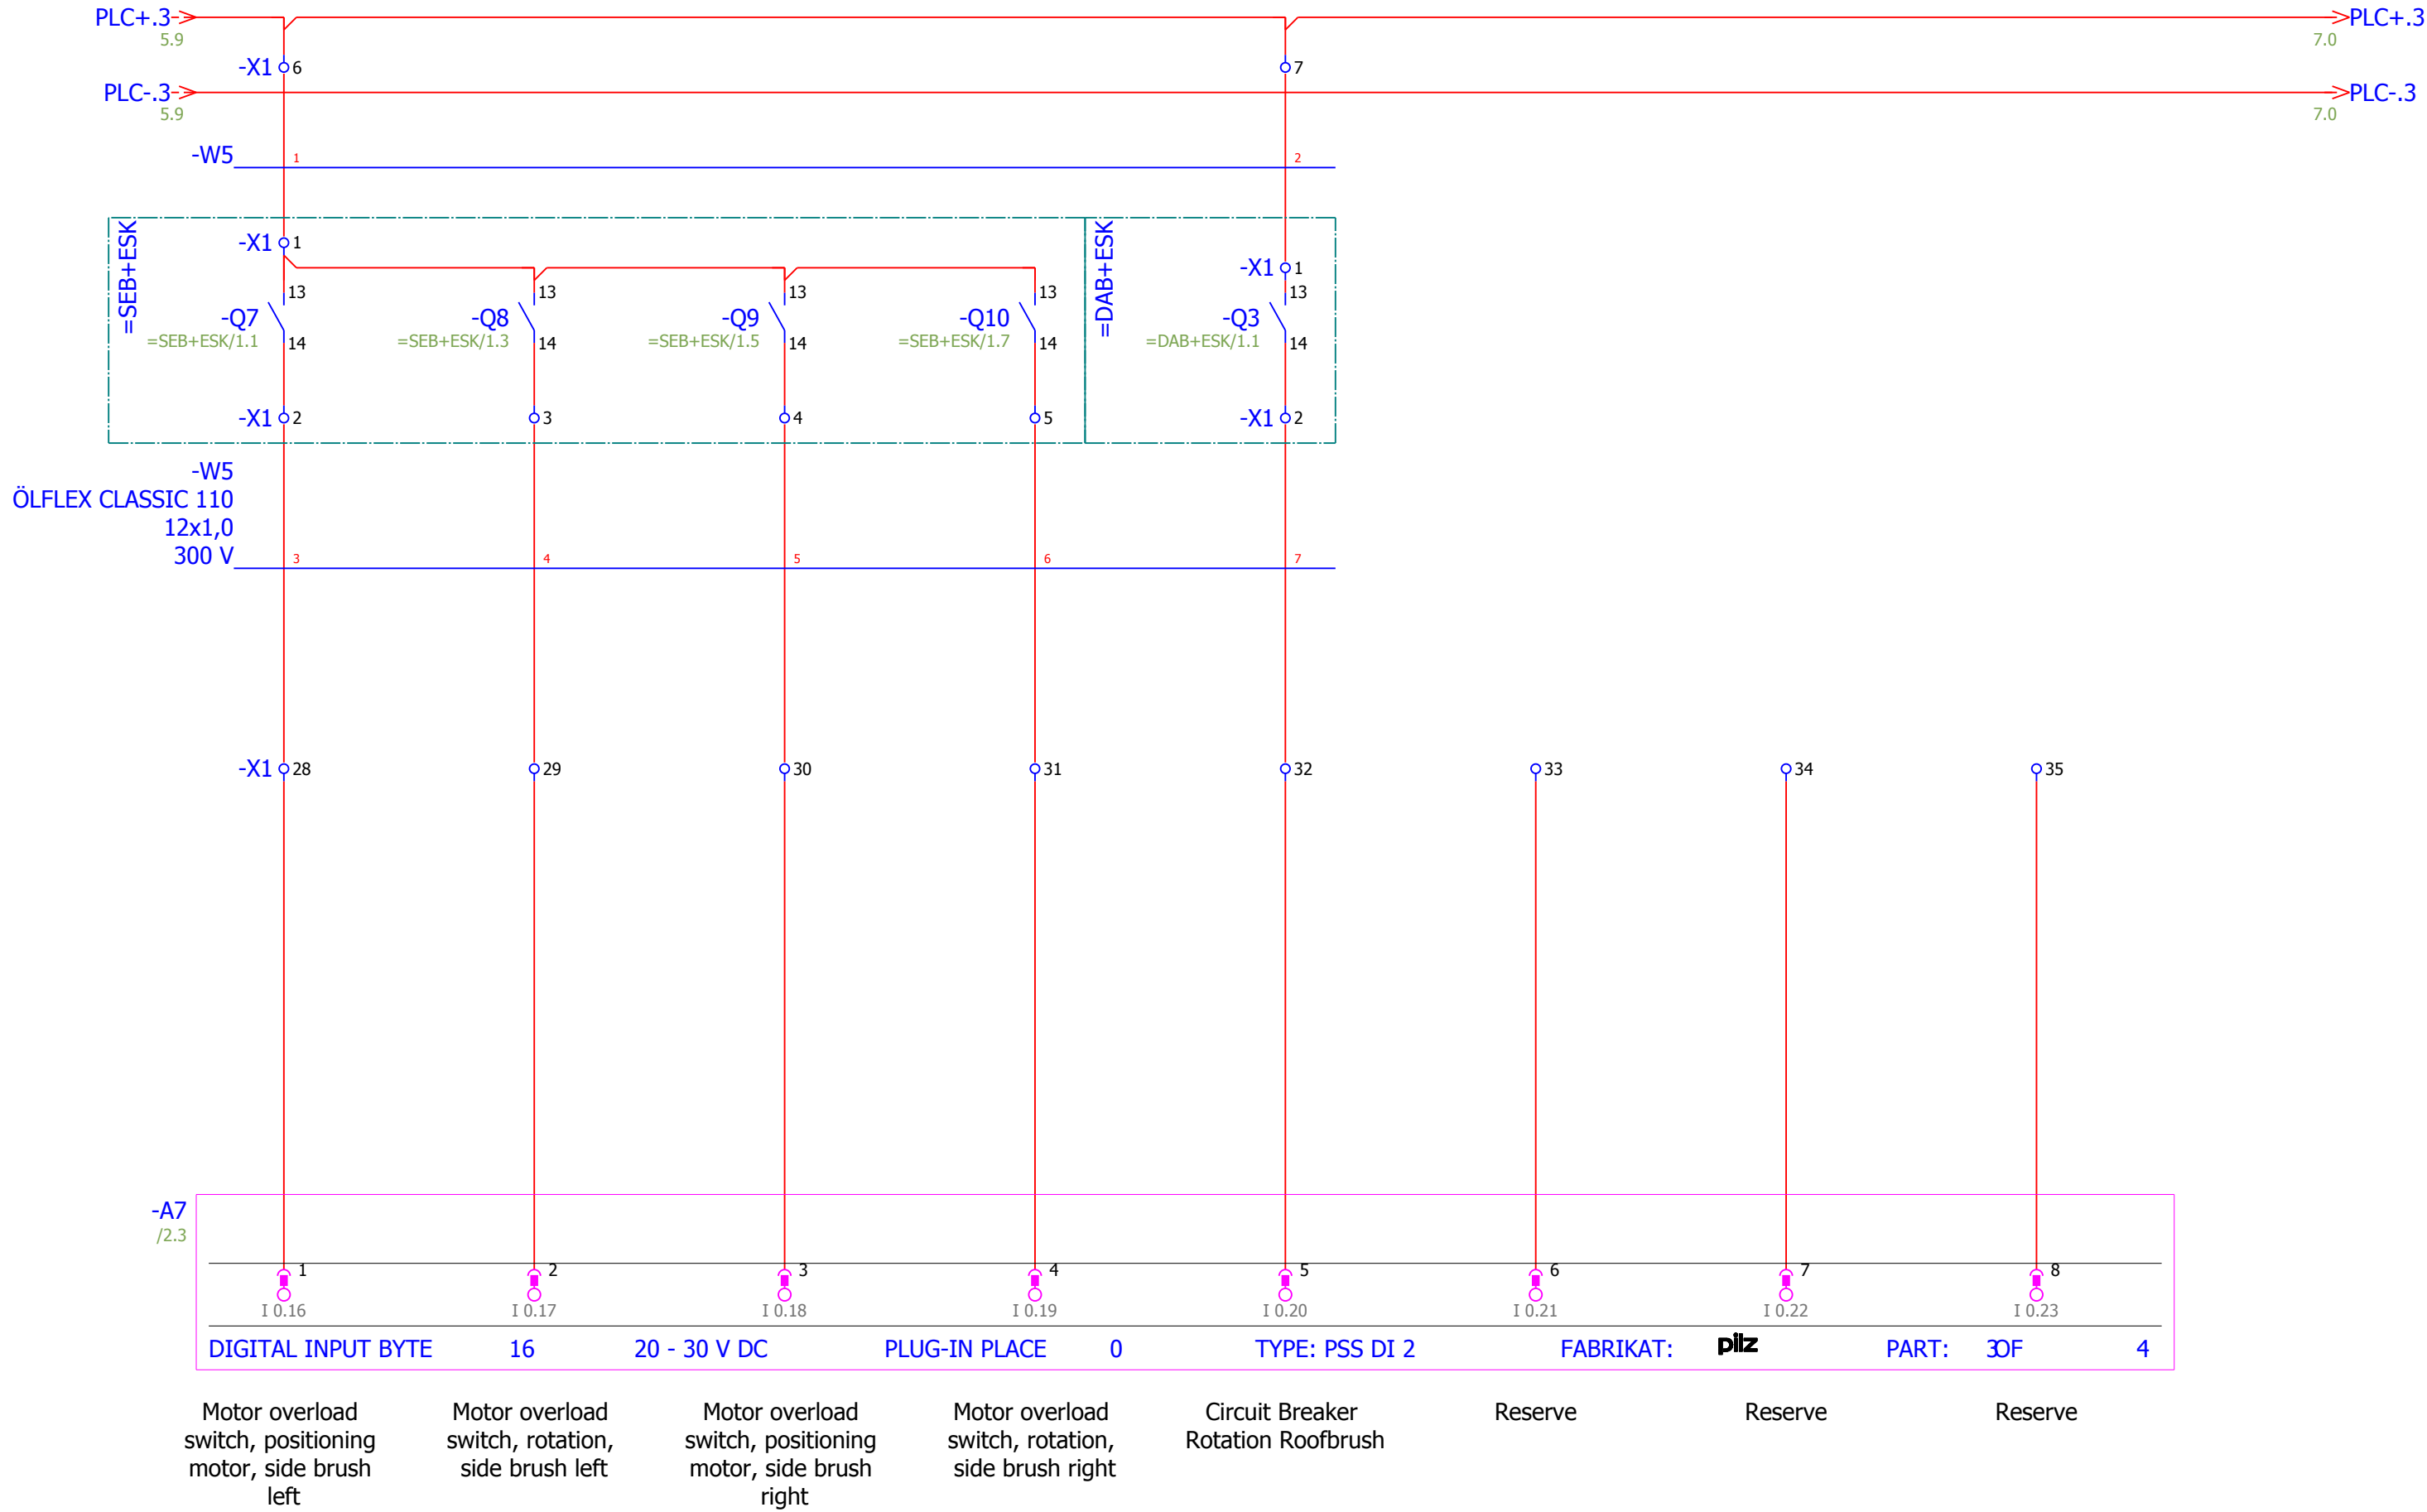 PLC+.3
5.9
PLC+.3
7.0
-X1 6
7
PLC-.3
5.9
PLC-.3
7.0
-W5
1
2
=SEB+ESK
=DAB+ESK
-X1 1
-X1 1
13
13
13
13
13
-Q7
-Q8
-Q9
-Q10
-Q3
=SEB+ESK/1.1
=SEB+ESK/1.3
=SEB+ESK/1.5
=SEB+ESK/1.7
=DAB+ESK/1.1
14
14
14
14
14
-X1 2
3
4
5
-X1 2
-W5
ÖLFLEX CLASSIC 110
12x1,0
300 V
3
4
5
6
7
-X1 28
29
30
31
32
33
34
35
-A7
/2.3
1
2
3
4
5
6
7
8
I 0.16
I 0.17
I 0.18
I 0.19
I 0.20
I 0.21
I 0.22
I 0.23
DIGITAL INPUT BYTE 16 20 - 30 V DC PLUG-IN PLACE 0 TYPE: PSS DI 2 FABRIKAT: pilz PART: 3OF 4
Motor overload
switch, positioning
motor, side brush
left
Motor overload
switch, rotation,
side brush left
Motor overload
switch, positioning
motor, side brush
right
Motor overload
switch, rotation,
side brush right
Circuit Breaker
Rotation Roofbrush
Reserve
Reserve
Reserve